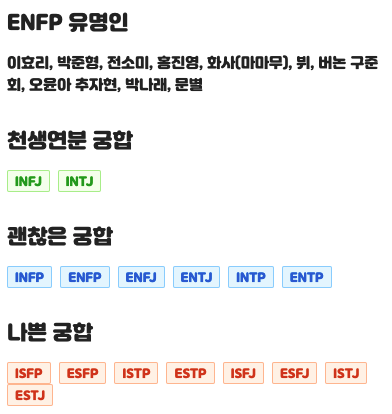 ENFP 유명인
이효리, 박준형, 전소미, 홍진영, 화사(마마무), 뷔, 버논 구준
회, 오윤아 추자현, 박나래, 문별
천생연분 궁합
INFJ INTJ
괜찮은 궁합
INFP ENFP ENFJ ENTJ INTP ENTP
나쁜 궁합
ISFP ESFP ISTP ESTP ISFJ ESFJ ISTJ
ESTJ